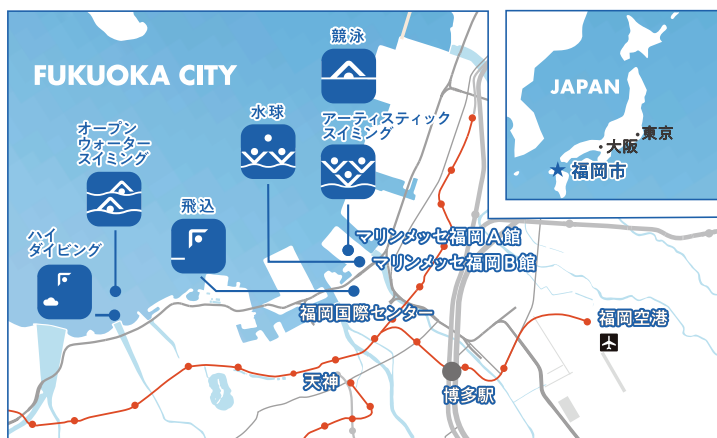 FUKUOKA CITY
競泳
アーティスティック
スイミング
水球
オープン
ウォーター
スイミング
飛込
ハイ
ダイビング
マリンメッセ福岡A館
マリンメッセ福岡B館
福岡国際センター
天神
博多駅
福岡空港
JAPAN
東京
大阪
福岡市